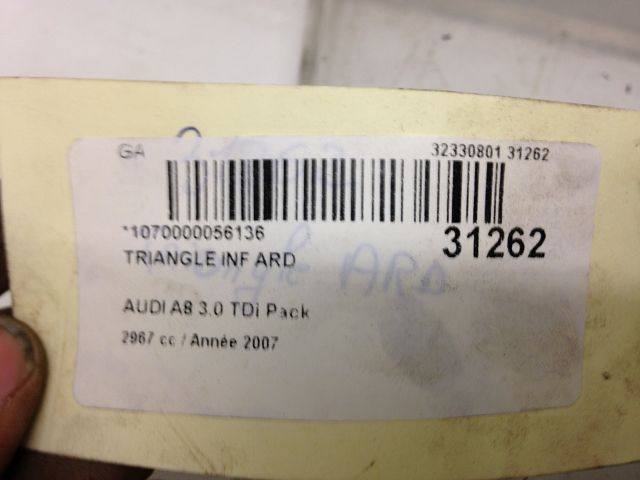 GA 32330801 31262
*1070000056136 31262
TRIANGLE INF ARD
AUDI A8 3.0 TDi Pack
2967 cc / Année 2007